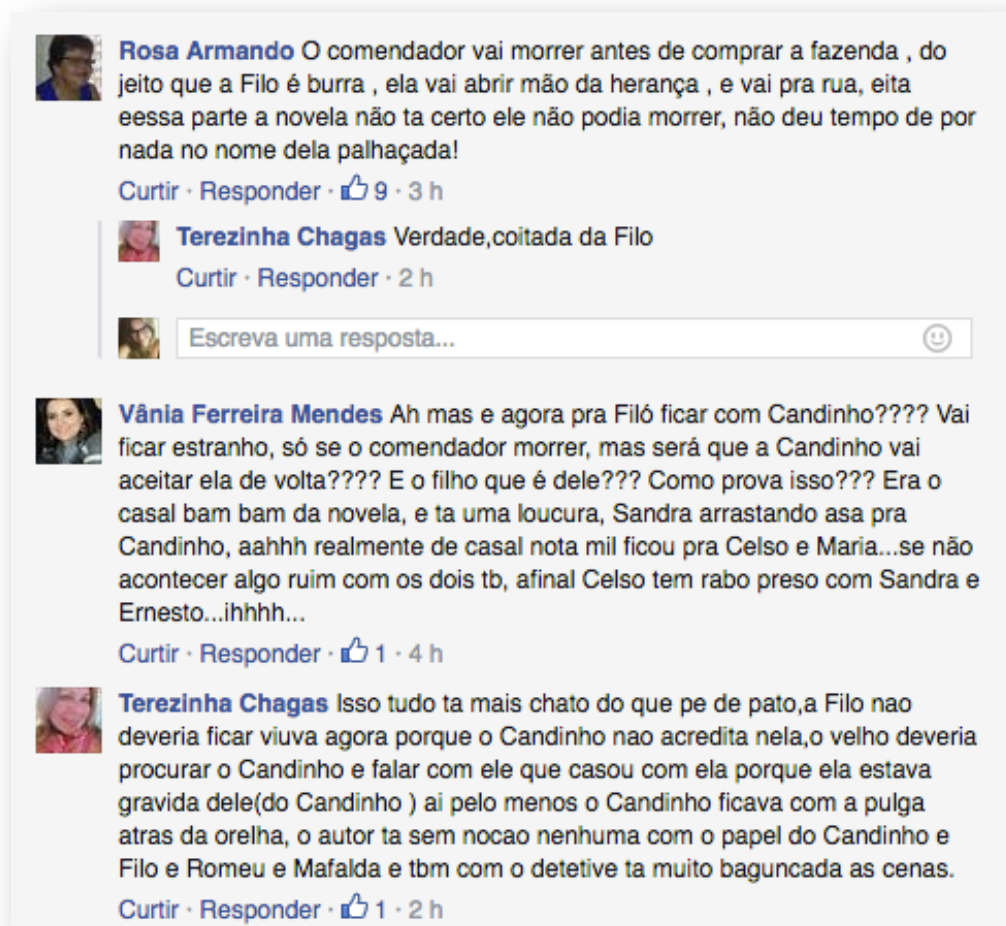 Rosa Armando O comendador vai morrer antes de comprar a fazenda , do
jeito que a Filo é burra , ela vai abrir mão da herança , e vai pra rua, eita
eessa parte a novela não ta certo ele não podia morrer, não deu tempo de por
nada no nome dela palhaçada!
Curtir · Responder · 9 · 3 h
Terezinha Chagas Verdade,coitada da Filo
Curtir · Responder · 2 h
Escreva uma resposta...
Vânia Ferreira Mendes Ah mas e agora pra Filó ficar com Candinho???? Vai
ficar estranho, só se o comendador morrer, mas será que a Candinho vai
aceitar ela de volta???? E o filho que é dele??? Como prova isso??? Era o
casal bam bam da novela, e ta uma loucura, Sandra arrastando asa pra
Candinho, aahhh realmente de casal nota mil ficou pra Celso e Maria...se não
acontecer algo ruim com os dois tb, afinal Celso tem rabo preso com Sandra e
Ernesto...ihhhh...
Curtir · Responder · 1 · 4 h
Terezinha Chagas Isso tudo ta mais chato do que pe de pato,a Filo nao
deveria ficar viuva agora porque o Candinho nao acredita nela,o velho deveria
procurar o Candinho e falar com ele que casou com ela porque ela estava
gravida dele(do Candinho ) ai pelo menos o Candinho ficava com a pulga
atras da orelha, o autor ta sem nocao nenhuma com o papel do Candinho e
Filo e Romeu e Mafalda e tbm com o detetive ta muito baguncada as cenas.
Curtir · Responder · 1 · 2 h